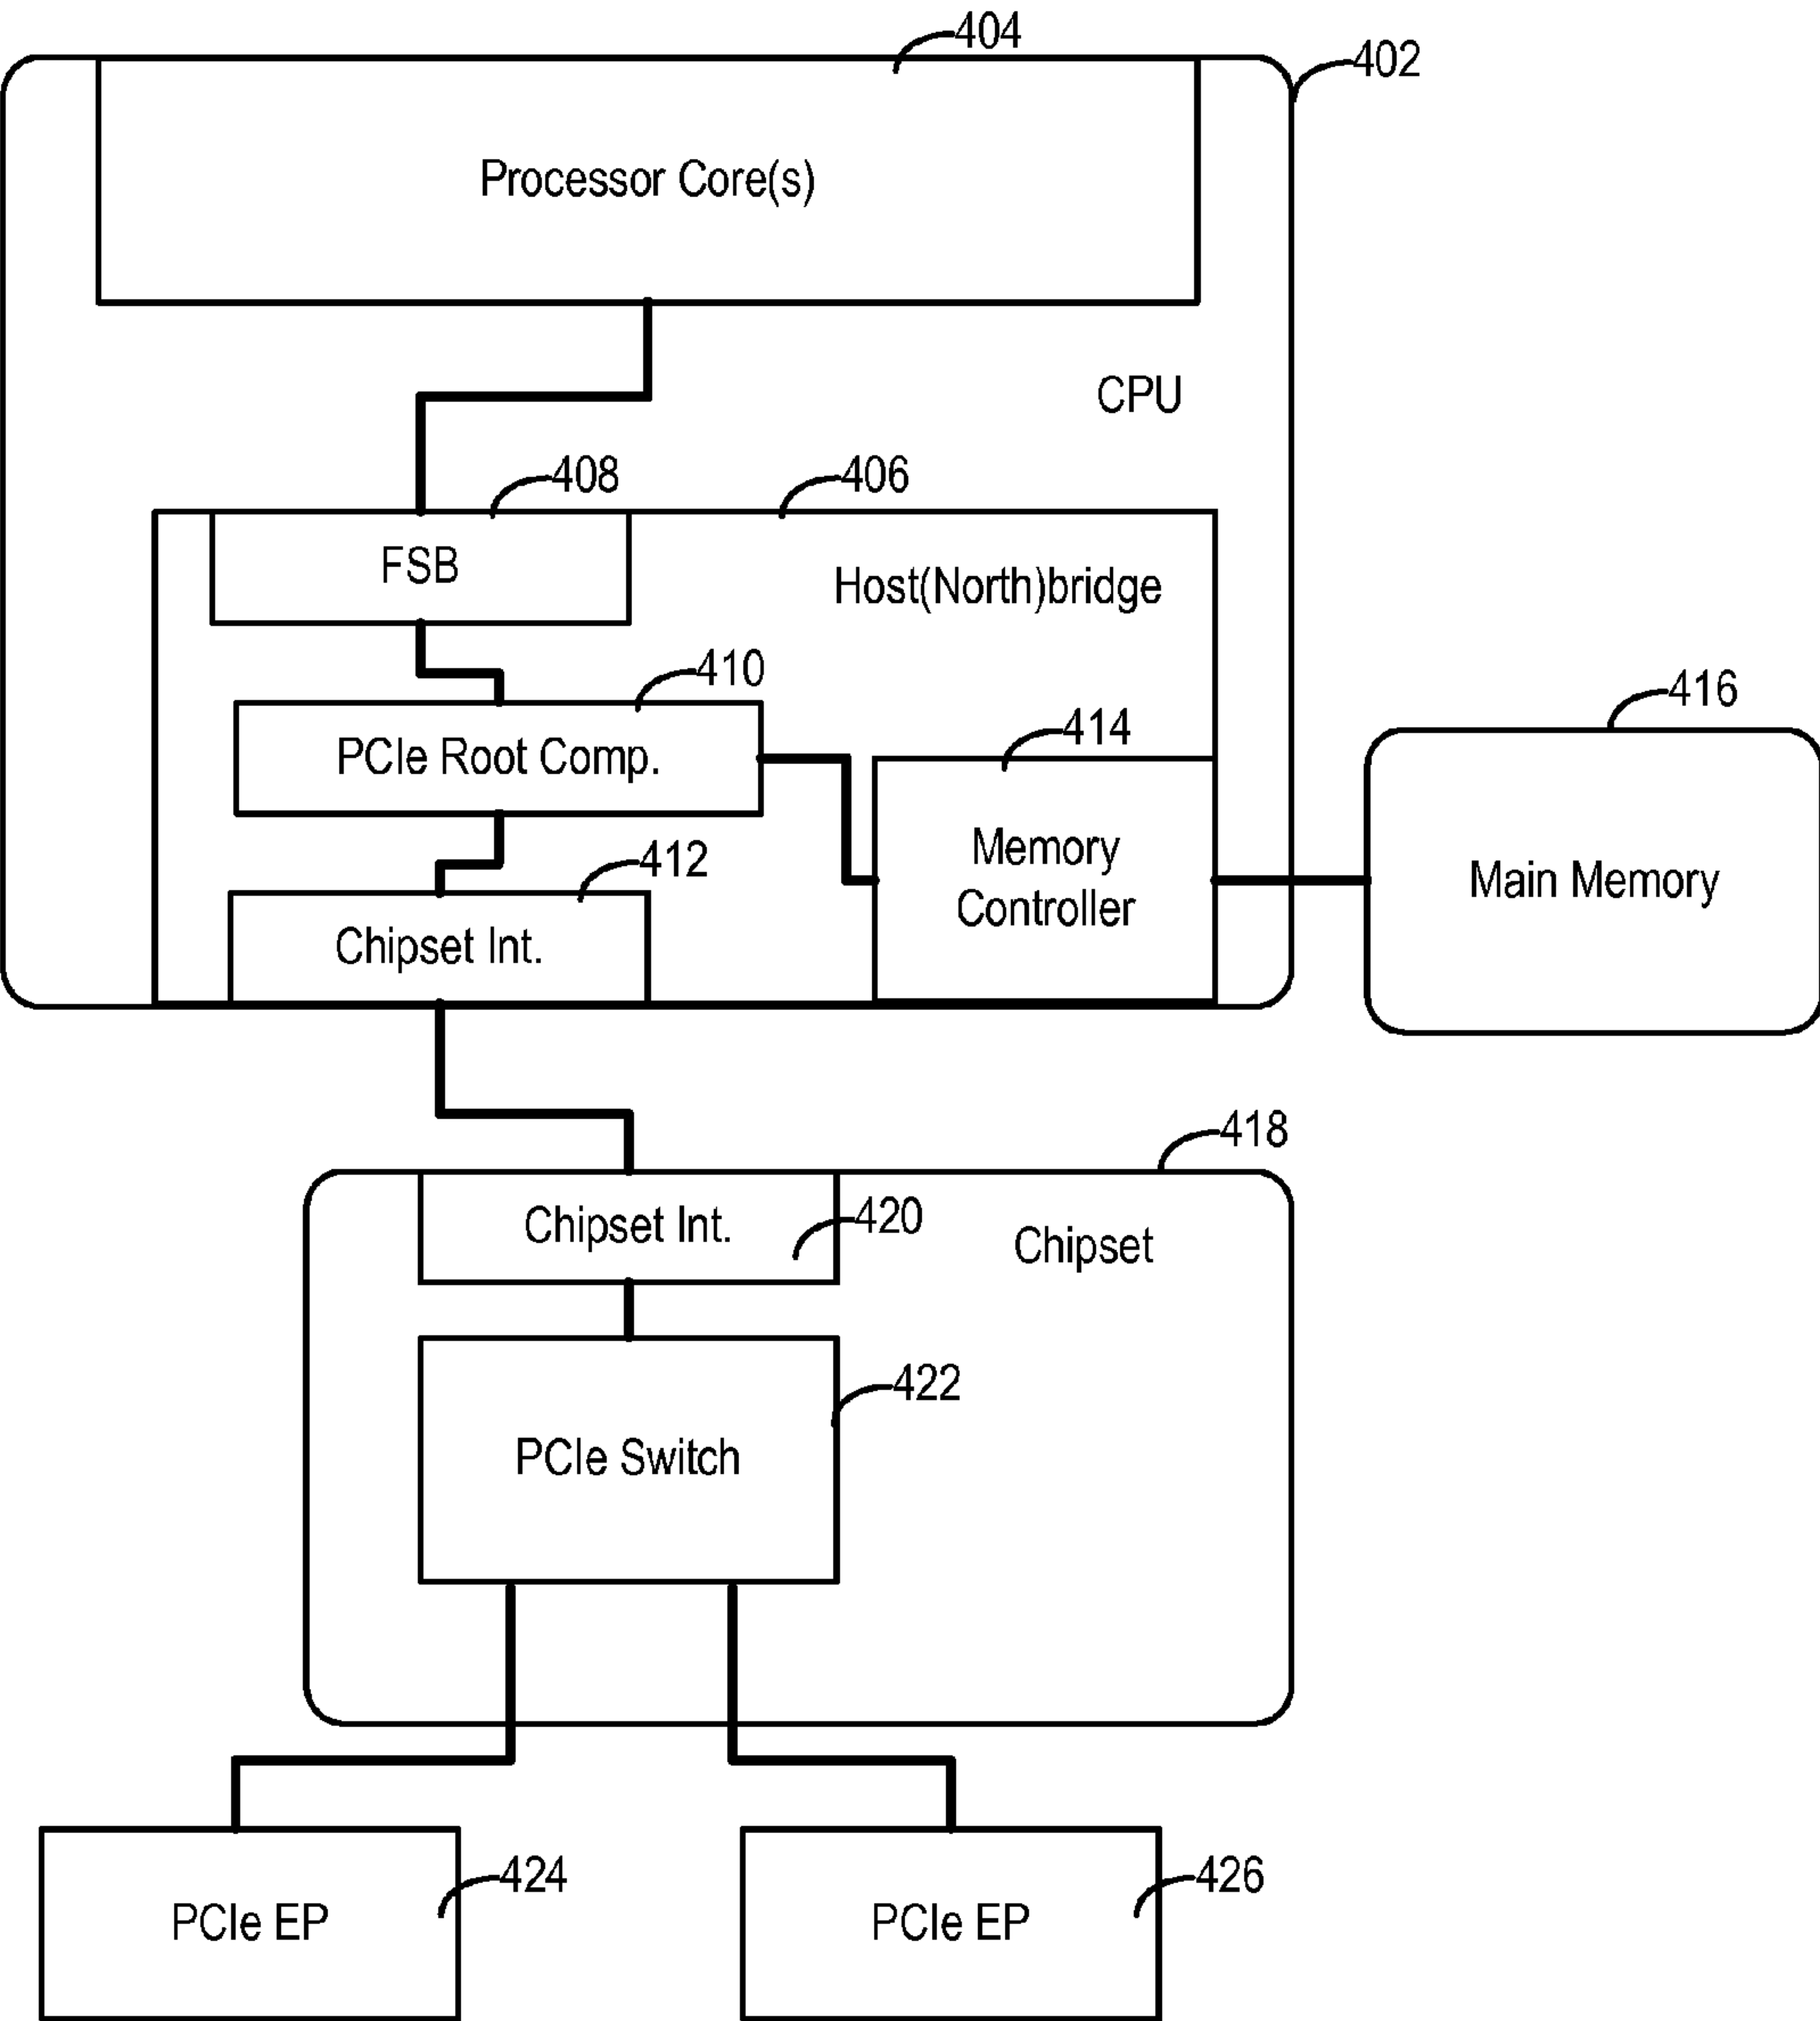 404
402
Processor Core(s)
CPU
408
406
FSB
Host(North)bridge
410
416
414
PCIe Root Comp.
Memory
Controller
412
Main Memory
Chipset Int.
418
Chipset Int.
420
Chipset
422
PCIe Switch
424
426
PCIe EP
PCIe EP